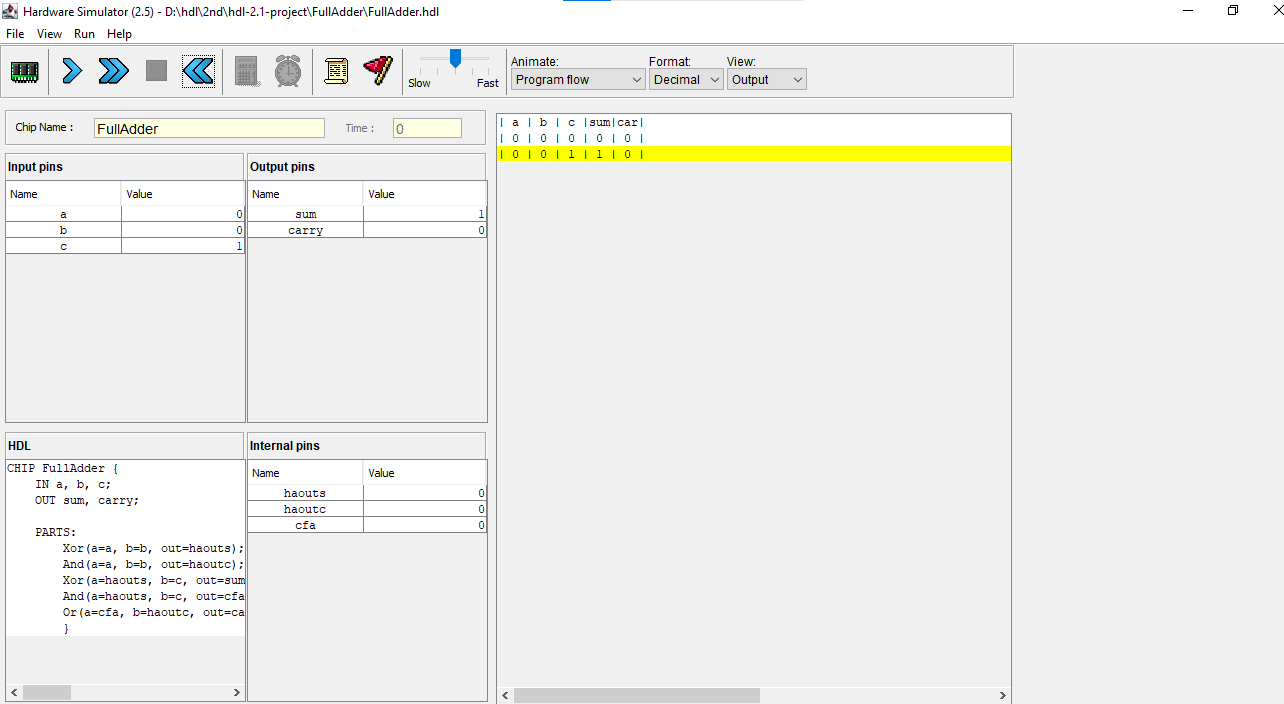 Hardware Simulator (2.5) - D:\hdl\2nd\hdl-2.1-project\FullAdder\FullAdder.hdl
File View Run Help
Slow Fast
Animate: Format: View:
Program flow Decimal Output
Chip Name : FullAdder Time : 0
Input pins
Name Value
a 0
b 0
c 1
Output pins
Name Value
sum 1
carry 0
HDL
CHIP FullAdder {
IN a, b, c;
OUT sum, carry;
PARTS:
Xor(a=a, b=b, out=haouts);
And(a=a, b=b, out=haoutc);
Xor(a=haouts, b=c, out=sum
And(a=haouts, b=c, out=cfa
Or(a=cfa, b=haoutc, out=ca
}
Internal pins
Name Value
haouts 0
haoutc 0
cfa 0
| a | b | c |sum|car|
| 0 | 0 | 0 | 0 | 0 |
| 0 | 0 | 1 | 1 | 0 |